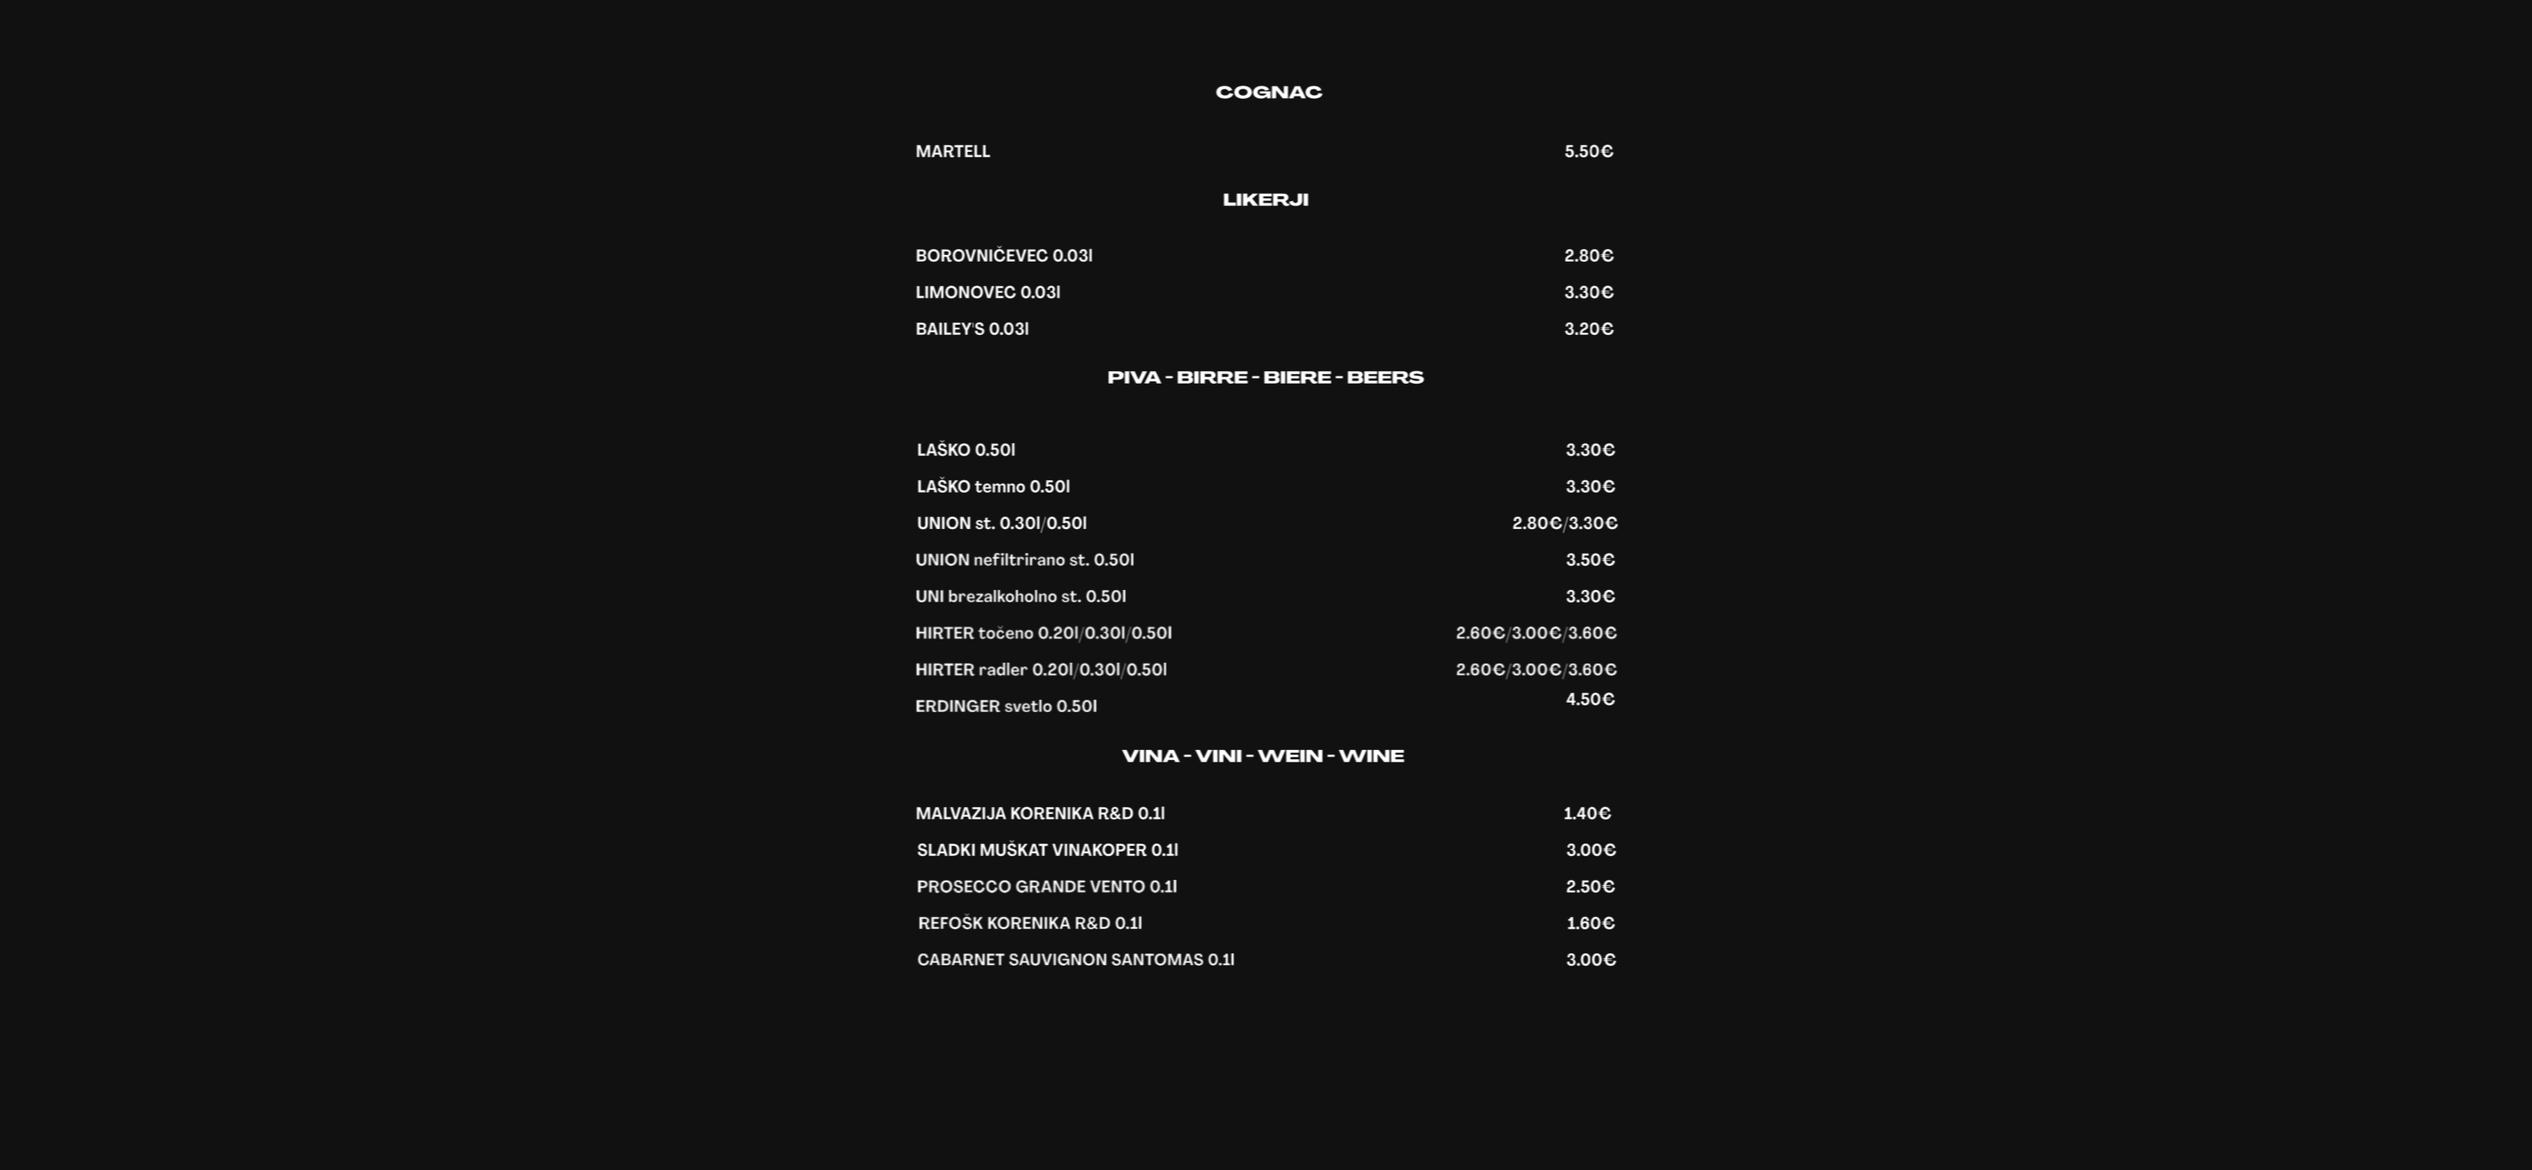 COGNAC
MARTELL 5.50€
LIKERJI
BOROVNIČEVEC 0.03l 2.80€
LIMONOVEC 0.03l 3.30€
BAILEY'S 0.03l 3.20€
PIVA - BIRRE - BIERE - BEERS
LAŠKO 0.50l 3.30€
LAŠKO temno 0.50l 3.30€
UNION st. 0.30l/0.50l 2.80€/3.30€
UNION nefiltrirano st. 0.50l 3.50€
UNI brezalkoholno st. 0.50l 3.30€
HIRTER točeno 0.20l/0.30l/0.50l 2.60€/3.00€/3.60€
HIRTER radler 0.20l/0.30l/0.50l 2.60€/3.00€/3.60€
ERDINGER svetlo 0.50l 4.50€
VINA - VINI - WEIN - WINE
MALVAZIJA KORENIKA R&D 0.1l 1.40€
SLADKI MUŠKAT VINAKOPER 0.1l 3.00€
PROSECCO GRANDE VENTO 0.1l 2.50€
REFOŠK KORENIKA R&D 0.1l 1.60€
CABARNET SAUVIGNON SANTOMAS 0.1l 3.00€